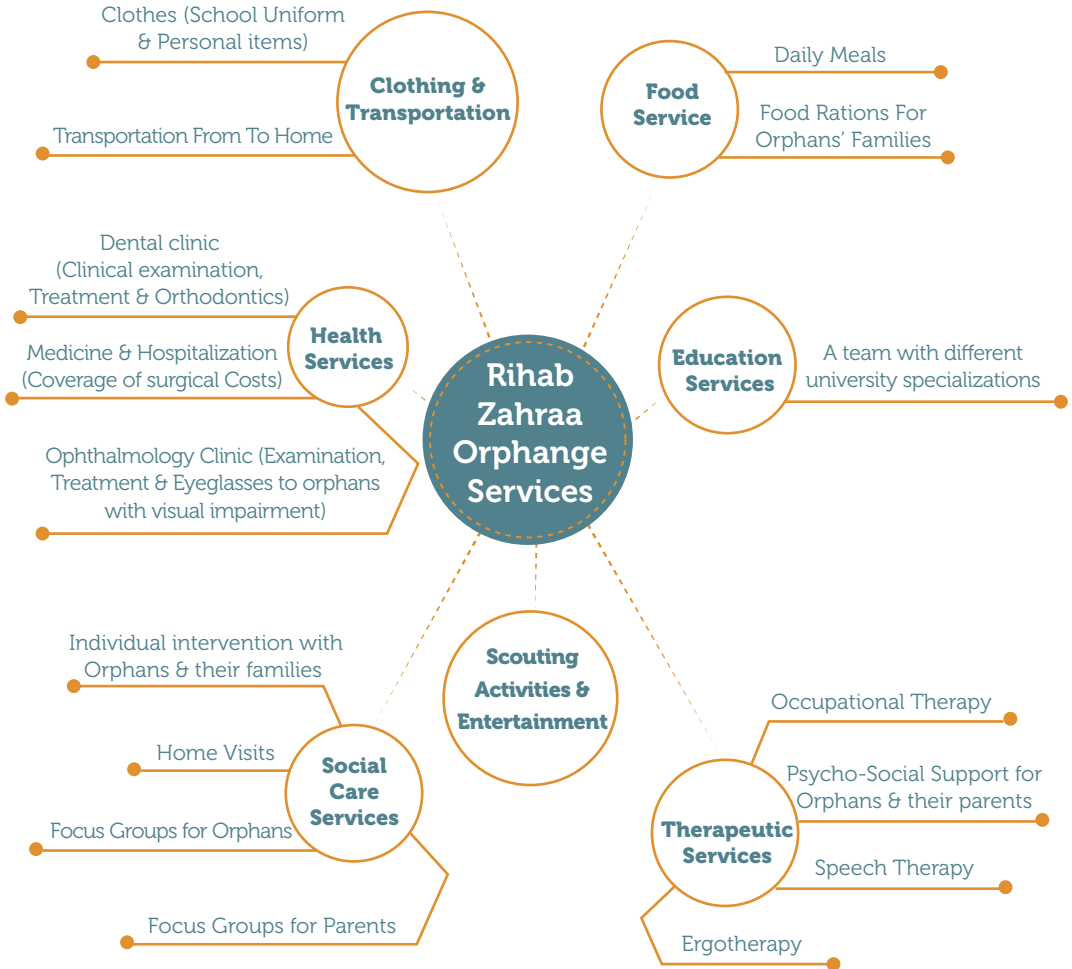 Rihab
Zahraa
Orphange
Services
Clothing &
Transportation
Clothes (School Uniform
& Personal items)
Transportation From To Home
Food
Service
Daily Meals
Food Rations For
Orphans’ Families
Health
Services
Dental clinic
(Clinical examination,
Treatment & Orthodontics)
Medicine & Hospitalization
(Coverage of surgical Costs)
Ophthalmology Clinic (Examination,
Treatment & Eyeglasses to orphans
with visual impairment)
Education
Services
A team with different
university specializations
Social
Care
Services
Individual intervention with
Orphans & their families
Home Visits
Focus Groups for Orphans
Focus Groups for Parents
Scouting
Activities &
Entertainment
Therapeutic
Services
Occupational Therapy
Psycho-Social Support for
Orphans & their parents
Speech Therapy
Ergotherapy